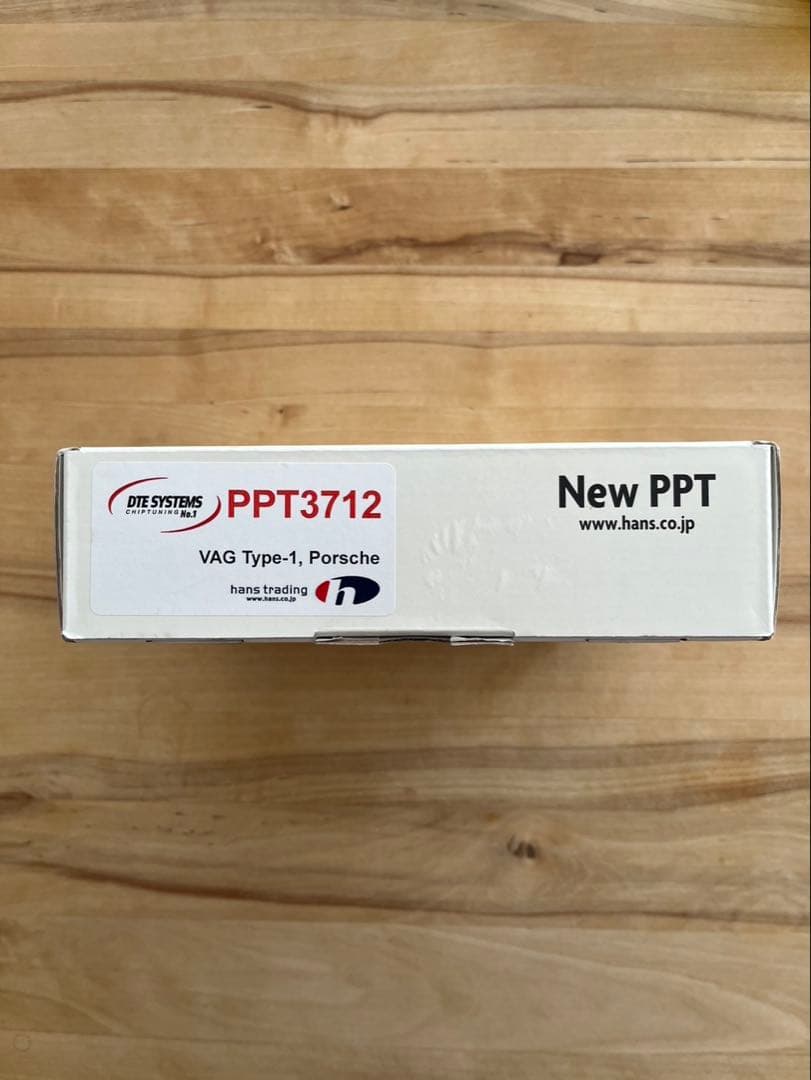 DTE SYSTEMS
CHIPTUNING No.1
PPT3712
VAG Type-1, Porsche
hans trading
www.hans.co.jp
h
New PPT
www.hans.co.jp